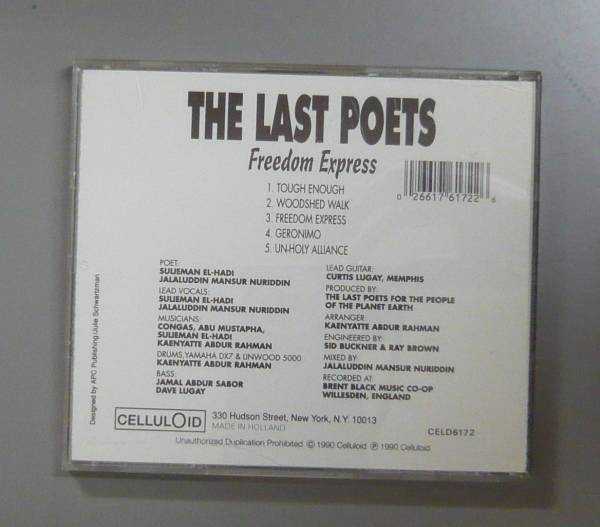 THE LAST POETS
Freedom Express
1. TOUGH ENOUGH
2. WOODSHED WALK
3. FREEDOM EXPRESS
4. GERONIMO
5. UN-HOLY ALLIANCE
0 26617 61722 6
POET:
SULIEMAN EL-HADI
JALALUDDIN MANSUR NURIDDIN
LEAD VOCALS:
SULIEMAN EL-HADI
JALALUDDIN MANSUR NURIDDIN
MUSICIANS:
CONGAS, ABU MUSTAPHA,
SULIEMAN EL-HADI
KAENYATTE ABDUR RAHMAN
DRUMS, YAMAHA DX7 & LINWOOD 5000
KAENYATTE ABDUR RAHMAN
BASS:
JAMAL ABDUR SABOR
DAVE LUGAY
LEAD GUITAR:
CURTIS LUGAY, MEMPHIS
PRODUCED BY:
THE LAST POETS FOR THE PEOPLE
OF THE PLANET EARTH
ARRANGER:
KAENYATTE ABDUR RAHMAN
ENGINEERED BY:
SID BUCKNER & RAY BROWN
MIXED BY:
JALALUDDIN MANSUR NURIDDIN
RECORDED AT:
BRENT BLACK MUSIC CO-OP
WILLESDEN, ENGLAND
Designed by APC Publishing/Julie Schwartzman
CELLULOID
330 Hudson Street, New York, N.Y. 10013
MADE IN HOLLAND
CELD6172
Unauthorized Duplication Prohibited. © 1990 Celluloid. ℗ 1990 Celluloid